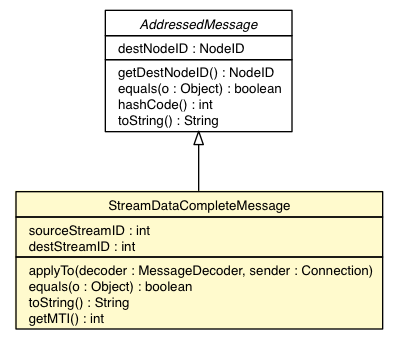 AddressedMessage
destNodeID : NodeID
getDestNodeID() : NodeID
equals(o : Object) : boolean
hashCode() : int
toString() : String
StreamDataCompleteMessage
sourceStreamID : int
destStreamID : int
applyTo(decoder : MessageDecoder, sender : Connection)
equals(o : Object) : boolean
toString() : String
getMTI() : int